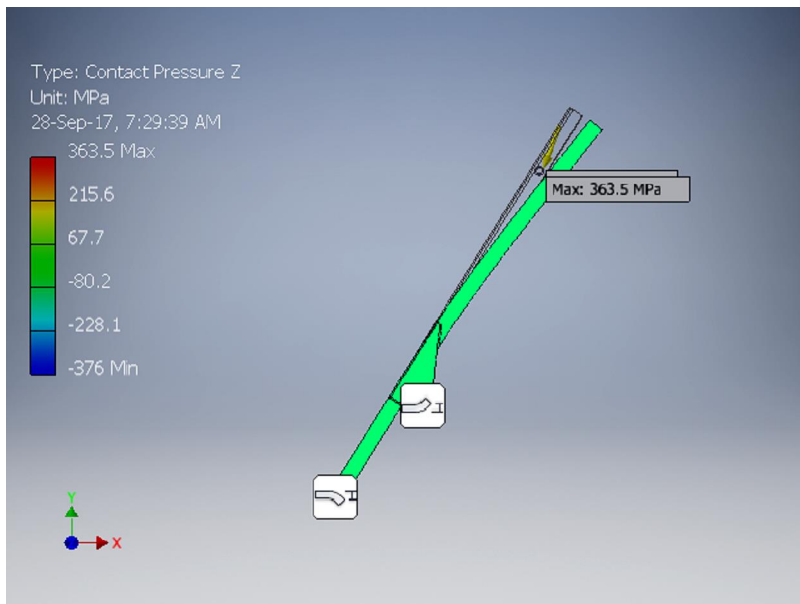 Type: Contact Pressure Z
Unit: MPa
28-Sep-17, 7:29:39 AM
363.5 Max
215.6
67.7
-80.2
-228.1
-376 Min
Max: 363.5 MPa
Y
X